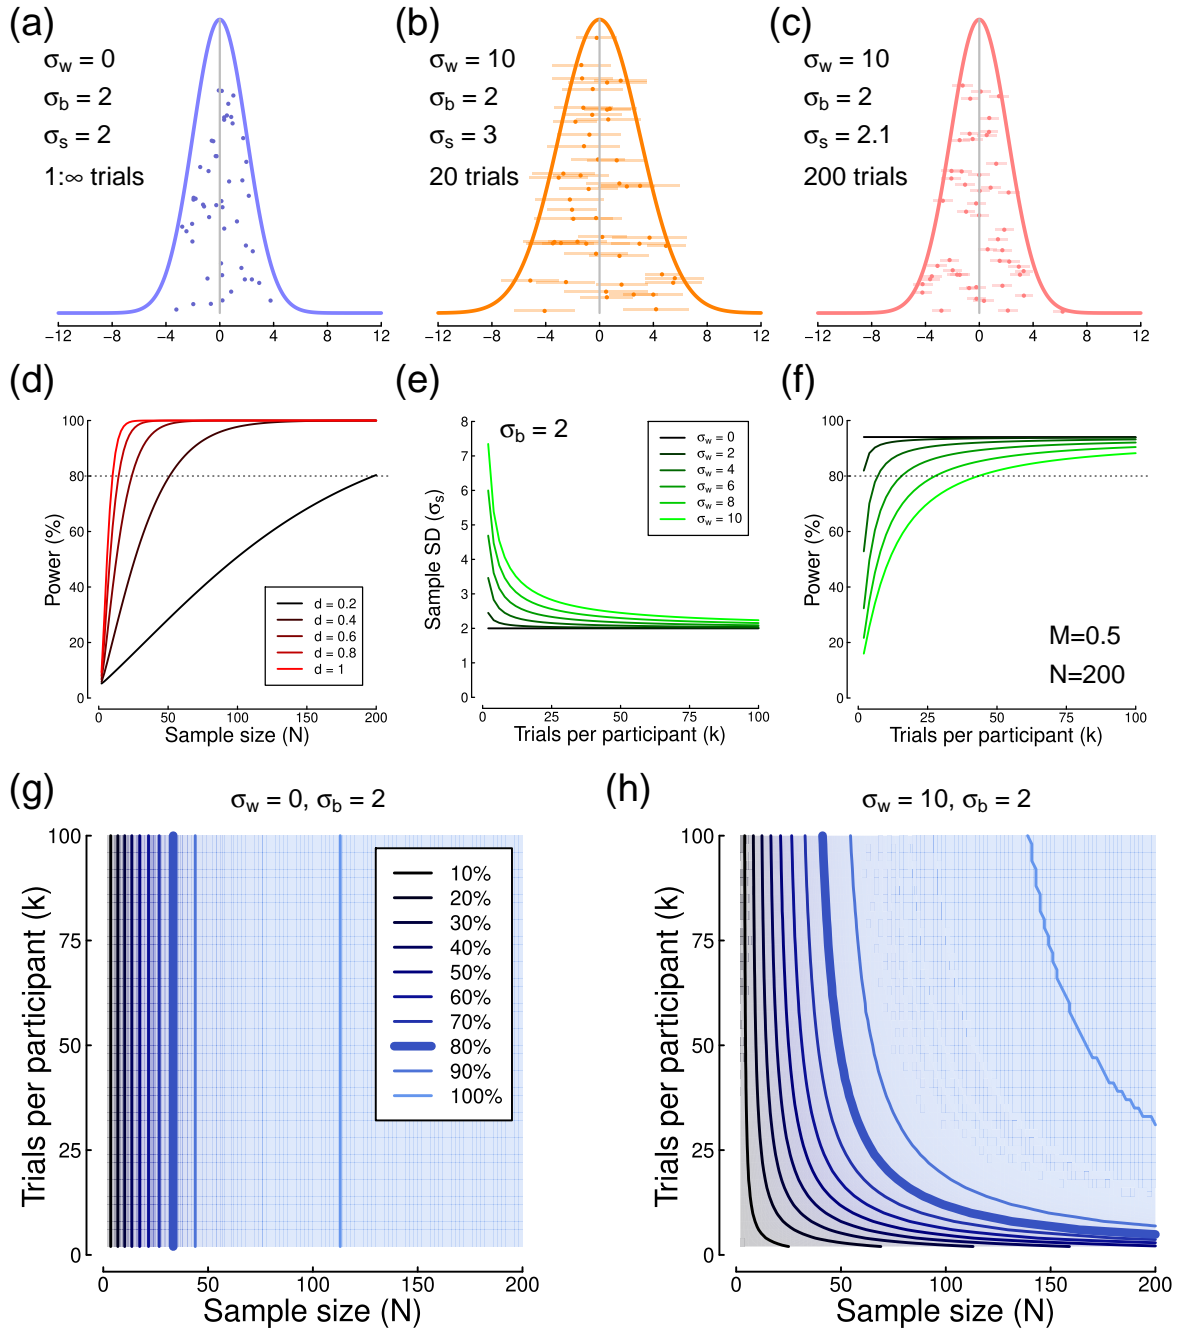 (a)
σw = 0
σb = 2
σs = 2
1:∞ trials
−12 −8 −4 0 4 8 12
(b)
σw = 10
σb = 2
σs = 3
20 trials
−12 −8 −4 0 4 8 12
(c)
σw = 10
σb = 2
σs = 2.1
200 trials
−12 −8 −4 0 4 8 12
(d)
Power (%)
100
80
60
40
20
0
d = 0.2
d = 0.4
d = 0.6
d = 0.8
d = 1
0 50 100 150 200
Sample size (N)
(e)
σb = 2
Sample SD (σs)
8
7
6
5
4
3
2
1
0
σw = 0
σw = 2
σw = 4
σw = 6
σw = 8
σw = 10
0 25 50 75 100
Trials per participant (k)
(f)
Power (%)
100
80
60
40
20
0
M=0.5
N=200
0 25 50 75 100
Trials per participant (k)
(g)
σw = 0, σb = 2
Trials per participant (k)
100
75
50
25
0
10%
20%
30%
40%
50%
60%
70%
80%
90%
100%
0 50 100 150 200
Sample size (N)
(h)
σw = 10, σb = 2
Trials per participant (k)
100
75
50
25
0
0 50 100 150 200
Sample size (N)